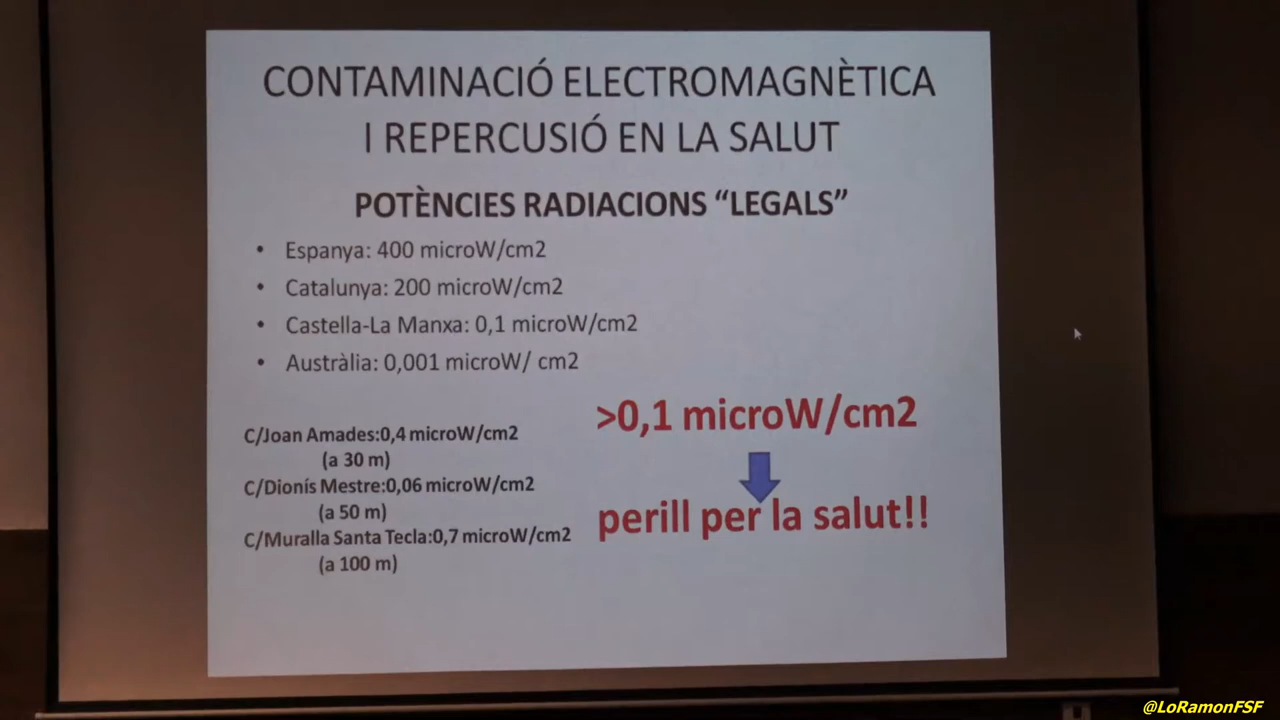 CONTAMINACIÓ ELECTROMAGNÈTICA
I REPERCUSIÓ EN LA SALUT
POTÈNCIES RADIACIONS “LEGALS”
• Espanya: 400 microW/cm2
• Catalunya: 200 microW/cm2
• Castella-La Manxa: 0,1 microW/cm2
• Austràlia: 0,001 microW/ cm2
C/Joan Amades:0,4 microW/cm2
(a 30 m)
C/Dionís Mestre:0,06 microW/cm2
(a 50 m)
C/Muralla Santa Tecla:0,7 microW/cm2
(a 100 m)
>0,1 microW/cm2
perill per la salut!!
@LoRamonFSF